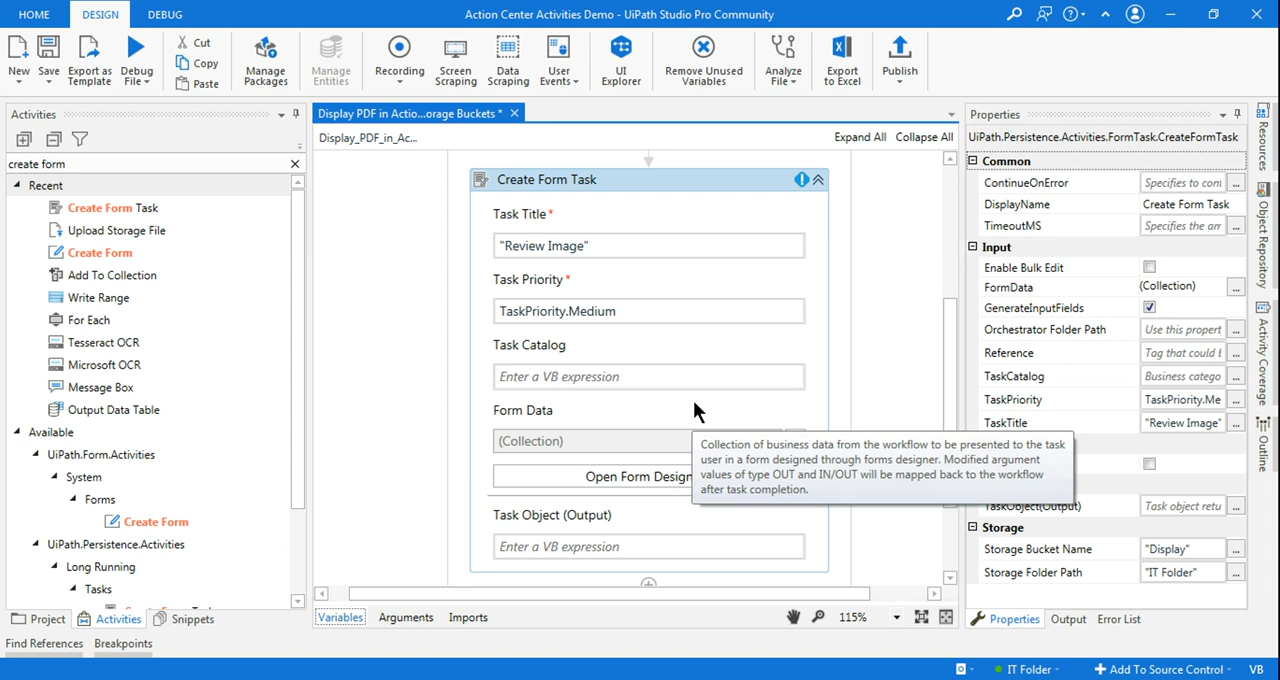 HOME
DESIGN
DEBUG
Action Center Activities Demo - UiPath Studio Pro Community
New
Save
Export as Template
Debug File
Cut
Copy
Paste
Manage Packages
Manage Entities
Recording
Screen Scraping
Data Scraping
User Events
UI Explorer
Remove Unused Variables
Analyze File
Export to Excel
Publish
Activities
create form
Recent
Create Form Task
Upload Storage File
Create Form
Add To Collection
Write Range
For Each
Tesseract OCR
Microsoft OCR
Message Box
Output Data Table
Available
UiPath.Form.Activities
System
Forms
Create Form
UiPath.Persistence.Activities
Long Running
Tasks
Project
Activities
Snippets
Find References
Breakpoints
Display PDF in Actio...orage Buckets *
Display_PDF_in_Ac...
Expand All
Collapse All
Create Form Task
Task Title*
"Review Image"
Task Priority*
TaskPriority.Medium
Task Catalog
Enter a VB expression
Form Data
(Collection)
Open Form Design
Task Object (Output)
Enter a VB expression
Collection of business data from the workflow to be presented to the task
user in a form designed through forms designer. Modified argument
values of type OUT and IN/OUT will be mapped back to the workflow
after task completion.
Variables
Arguments
Imports
115%
Properties
UiPath.Persistence.Activities.FormTask.CreateFormTask
Common
ContinueOnError
Specifies to cont
...
DisplayName
Create Form Task
TimeoutMS
Specifies the am
...
Input
Enable Bulk Edit
FormData
(Collection)
...
GenerateInputFields
Orchestrator Folder Path
Use this propert
...
Reference
Tag that could b
...
TaskCatalog
Business catego
...
TaskPriority
TaskPriority.Me
...
TaskTitle
"Review Image"
...
TaskObject(Output)
Task object retu
...
Storage
Storage Bucket Name
"Display"
...
Storage Folder Path
"IT Folder"
...
Properties
Output
Error List
Resources
Object Repository
Activity Coverage
Outline
IT Folder
Add To Source Control
VB